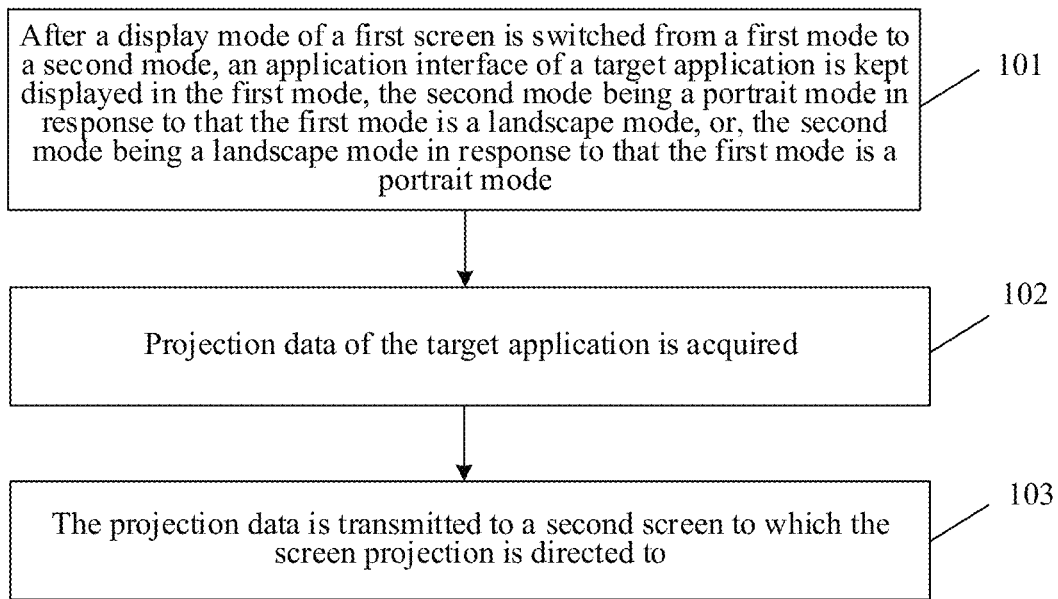 After a display mode of a first screen is switched from a first mode to
a second mode, an application interface of a target application is kept
displayed in the first mode, the second mode being a portrait mode in
response to that the first mode is a landscape mode, or, the second
mode being a landscape mode in response to that the first mode is a
portrait mode
101
102
Projection data of the target application is acquired
103
The projection data is transmitted to a second screen to which the
screen projection is directed to